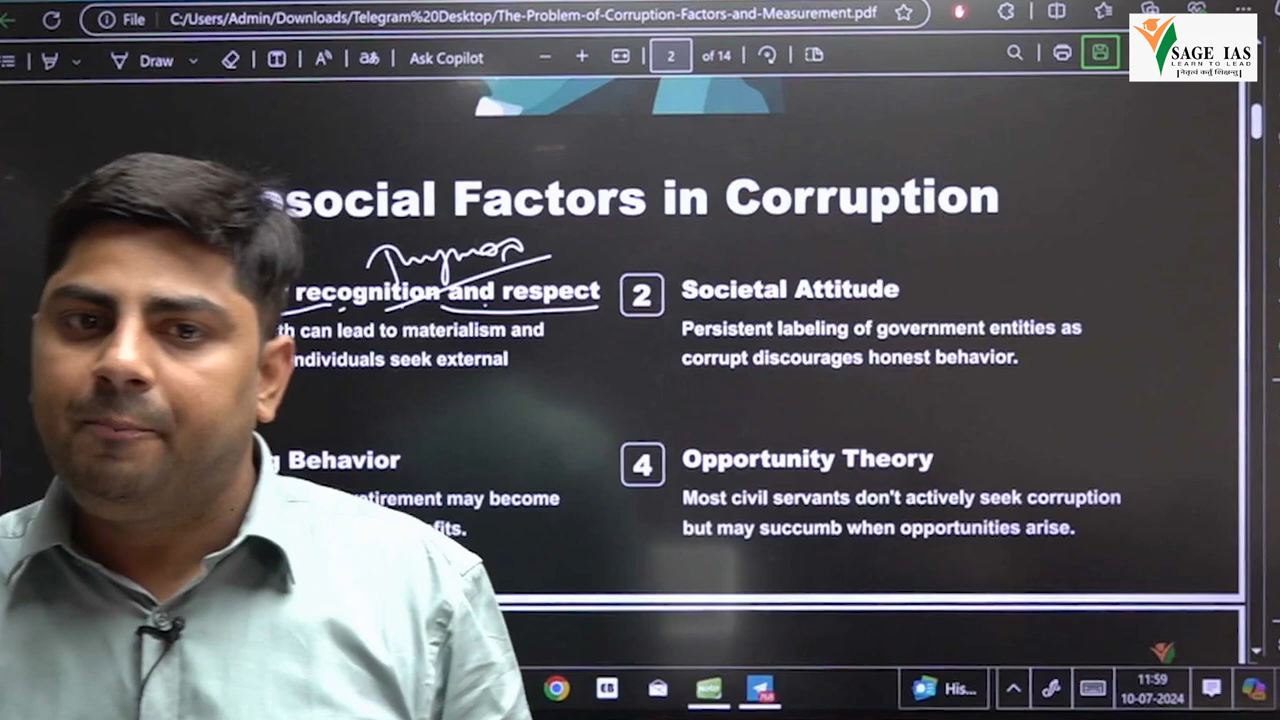 File
C:/Users/Admin/Downloads/Telegram%20Desktop/The-Problem-of-Corruption-Factors-and-Measurement.pdf
Draw
Ask Copilot
2
of 14
SAGE IAS
LEARN TO LEAD
social Factors in Corruption
recognition and respect
can lead to materialism and
individuals seek external
2
Societal Attitude
Persistent labeling of government entities as
corrupt discourages honest behavior.
Behavior
retirement may become
4
Opportunity Theory
Most civil servants don't actively seek corruption
but may succumb when opportunities arise.
His...
11:59
10-07-2024